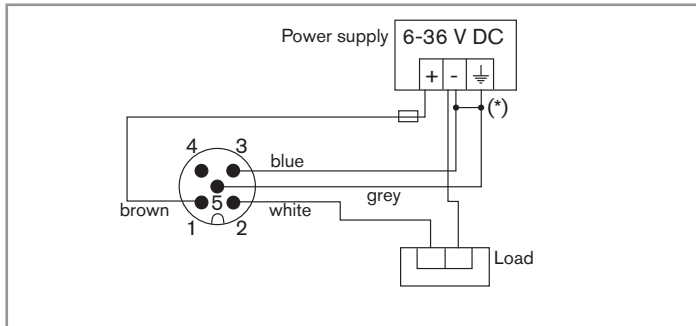 Power supply 6-36 V DC
+ - ⏚
(*)
4 3
blue
5 grey
brown white
1 2
Load